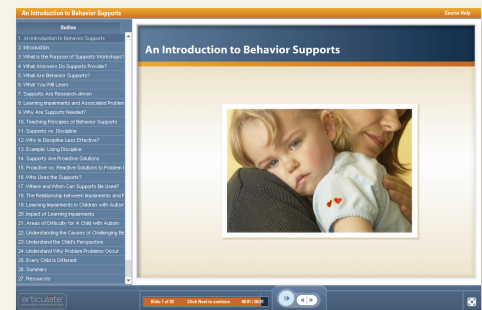 An Introduction to Behavior Supports
Course Help
Outline
1. An Introduction to Behavior Supports
2. Introduction
3. What Is the Purpose of Supports Workshops?
4. What Answers Do Supports Provide?
5. What Are Behavior Supports?
6. What You Will Learn
7. Supports Are Research-driven
8. Learning Impairments and Associated Problem
9. Why Are Supports Needed?
10. Teaching Principles of Behavior Supports
11. Supports vs. Discipline
12. Why Is Discipline Less Effective?
13. Example: Using Discipline
14. Supports Are Proactive Solutions
15. Proactive vs. Reactive Solutions to Problem
16. Who Uses the Supports?
17. Where and When Can Supports Be Used?
18. The Relationship between Impairments and
19. Learning Impairments in Children with Autism
20. Impact of Learning Impairments
21. Areas of Difficulty for A Child with Autism
22. Understanding the Causes of Challenging Be
23. Understand the Child's Perspective
24. Understand Why Problem Problems Occur
25. Every Child Is Different
26. Summary
27. Resources
An Introduction to Behavior Supports
articulate
Slide 1 of 28 Click Next to continue